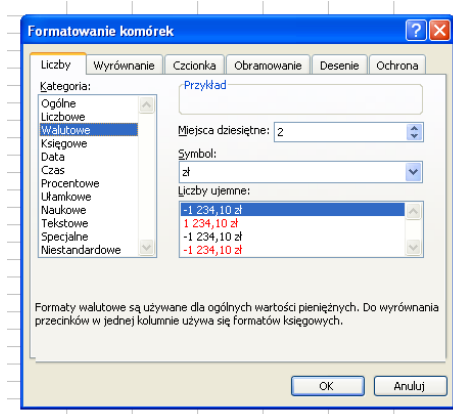 Formatowanie komórek
Liczby Wyrównanie Czcionka Obramowanie Desenie Ochrona
Kategoria:
Ogólne
Liczbowe
Walutowe
Księgowe
Data
Czas
Procentowe
Ułamkowe
Naukowe
Tekstowe
Specjalne
Niestandardowe
Przykład
Miejsca dziesiętne: 2
Symbol:
zł
Liczby ujemne:
-1 234,10 zł
1 234,10 zł
-1 234,10 zł
-1 234,10 zł
Formaty walutowe są używane dla ogólnych wartości pieniężnych. Do wyrównania
przecinków w jednej kolumnie używa się formatów księgowych.
OK Anuluj